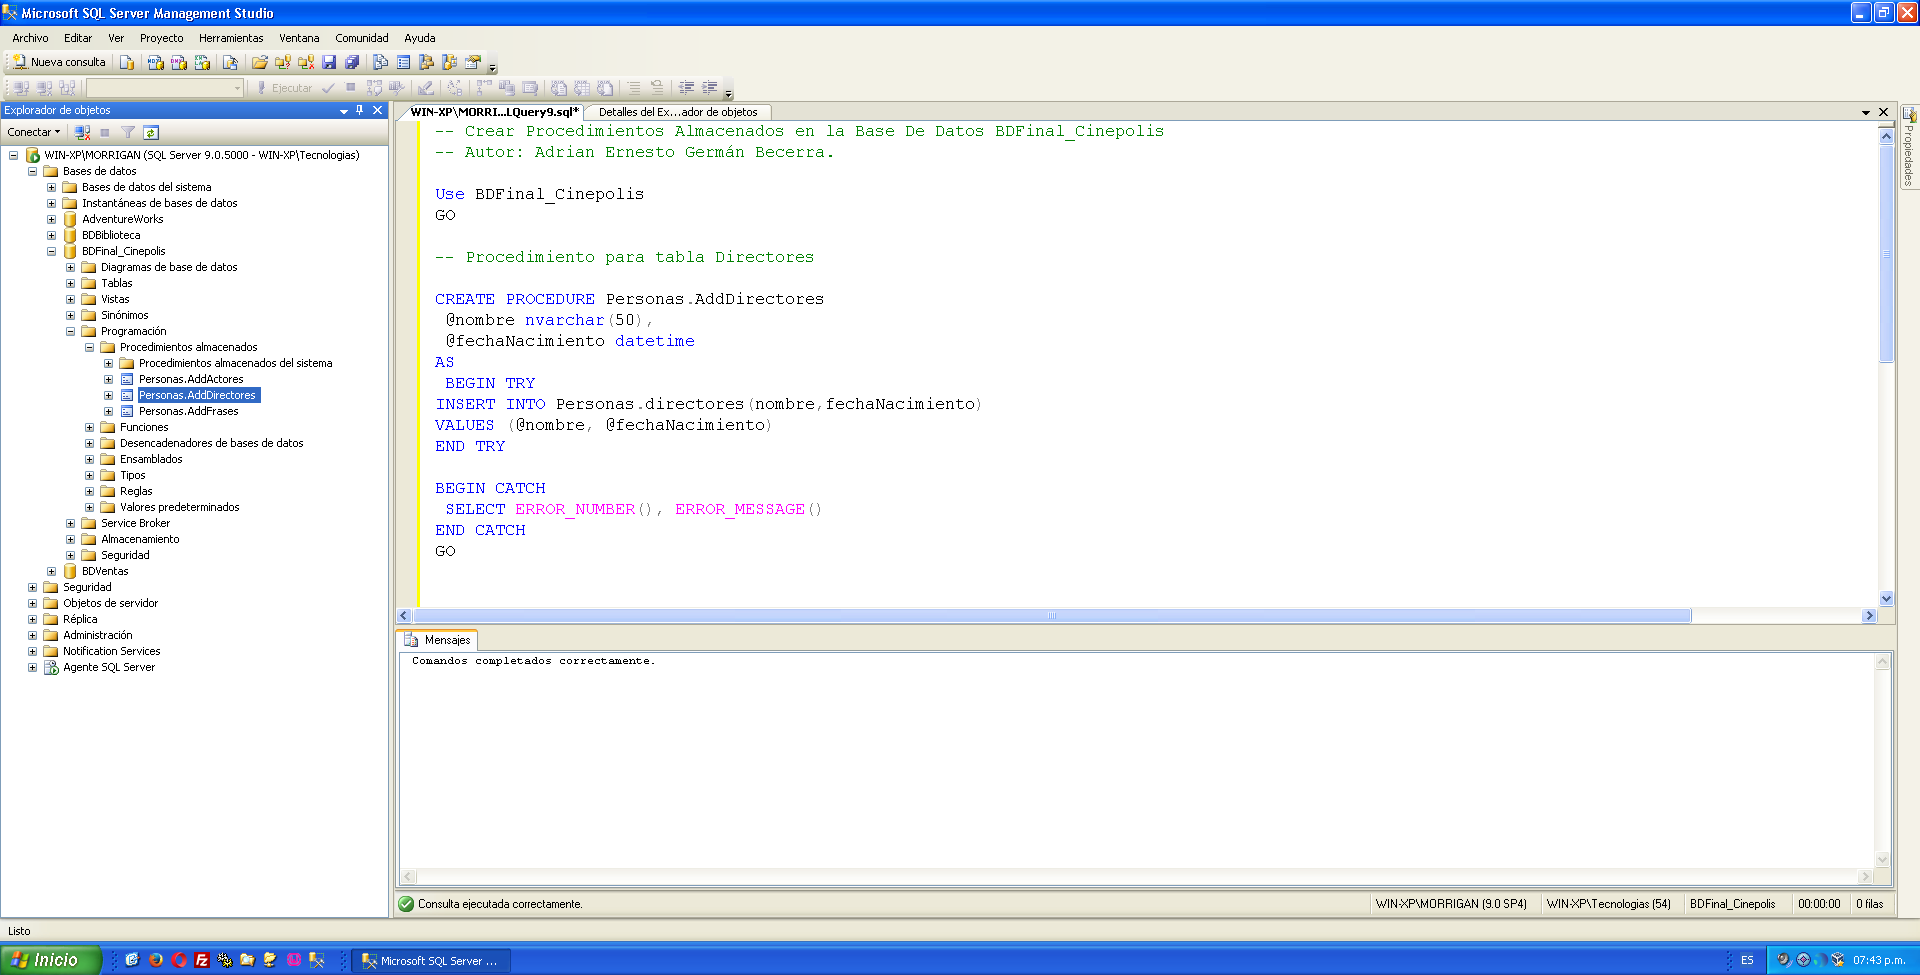 Microsoft SQL Server Management Studio
Archivo Editar Ver Proyecto Herramientas Ventana Comunidad Ayuda
Nueva consulta
Ejecutar
Explorador de objetos
Conectar
WIN-XP\MORRIGAN (SQL Server 9.0.5000 - WIN-XP\Tecnologias)
Bases de datos
Bases de datos del sistema
Instantáneas de bases de datos
AdventureWorks
BDBiblioteca
BDFinal_Cinepolis
Diagramas de base de datos
Tablas
Vistas
Sinónimos
Programación
Procedimientos almacenados
Procedimientos almacenados del sistema
Personas.AddActores
Personas.AddDirectores
Personas.AddFrases
Funciones
Desencadenadores de bases de datos
Ensamblados
Tipos
Reglas
Valores predeterminados
Service Broker
Almacenamiento
Seguridad
BDVentas
Seguridad
Objetos de servidor
Réplica
Administración
Notification Services
Agente SQL Server
WIN-XP\MORRI...LQuery9.sql* Detalles del Ex...ador de objetos
-- Crear Procedimientos Almacenados en la Base De Datos BDFinal_Cinepolis
-- Autor: Adrian Ernesto Germán Becerra.
Use BDFinal_Cinepolis
GO
-- Procedimiento para tabla Directores
CREATE PROCEDURE Personas.AddDirectores
@nombre nvarchar(50),
@fechaNacimiento datetime
AS
BEGIN TRY
INSERT INTO Personas.directores(nombre,fechaNacimiento)
VALUES (@nombre, @fechaNacimiento)
END TRY
BEGIN CATCH
SELECT ERROR_NUMBER(), ERROR_MESSAGE()
END CATCH
GO
Mensajes
Comandos completados correctamente.
Consulta ejecutada correctamente. WIN-XP\MORRIGAN (9.0 SP4) WIN-XP\Tecnologias (54) BDFinal_Cinepolis 00:00:00 0 filas
Propiedades
Listo
Inicio Microsoft SQL Server ... ES 07:43 p.m.